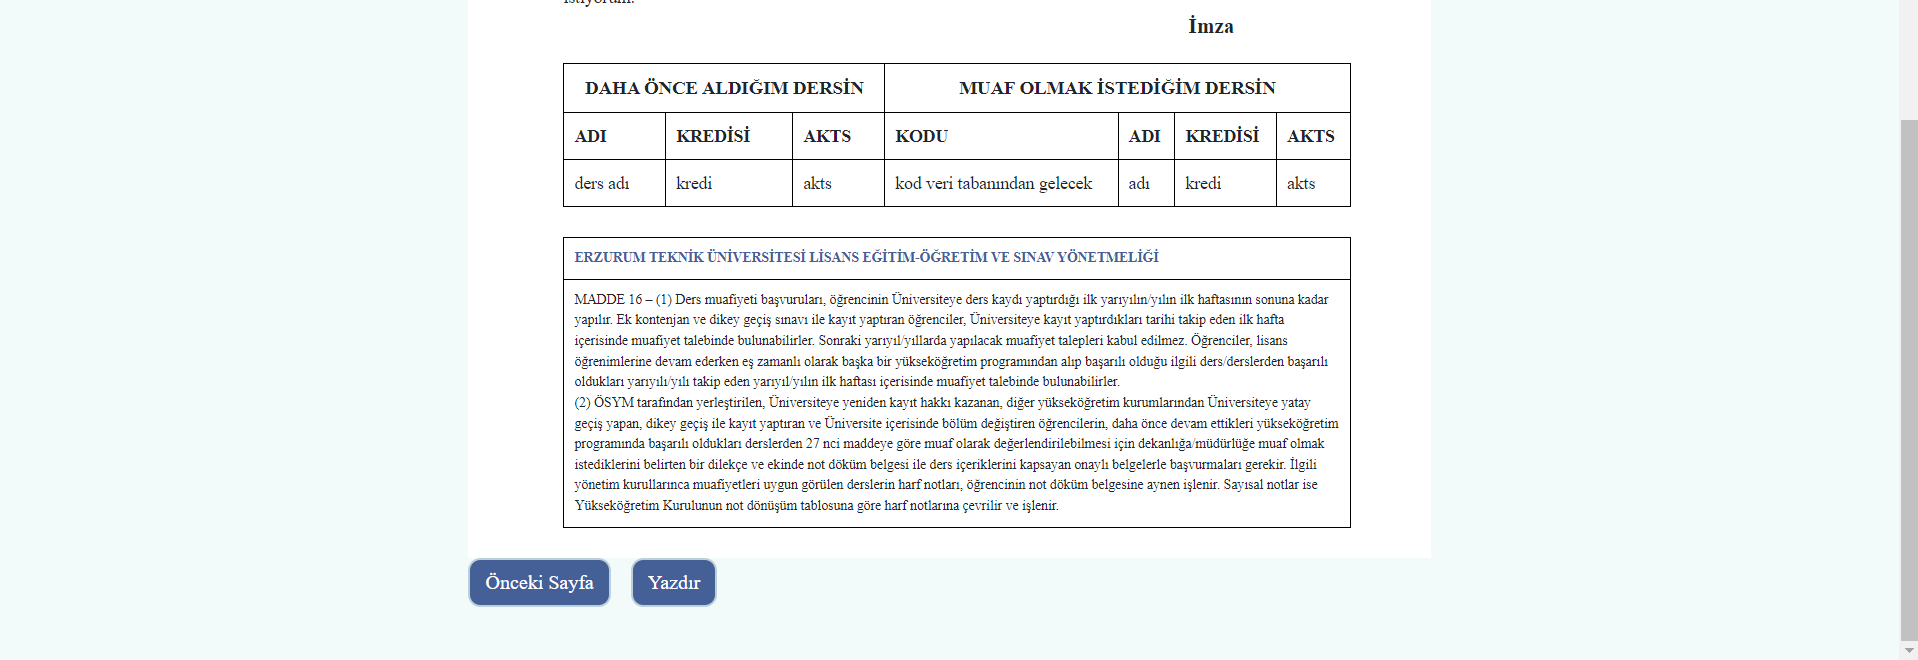 istiyorum.
İmza
DAHA ÖNCE ALDIĞIM DERSİN MUAF OLMAK İSTEDİĞİM DERSİN
ADI KREDİSİ AKTS KODU ADI KREDİSİ AKTS
ders adı kredi akts kod veri tabanından gelecek adı kredi akts
ERZURUM TEKNİK ÜNİVERSİTESİ LİSANS EĞİTİM-ÖĞRETİM VE SINAV YÖNETMELİĞİ
MADDE 16 – (1) Ders muafiyeti başvuruları, öğrencinin Üniversiteye ders kaydı yaptırdığı ilk yarıyılın/yılın ilk haftasının sonuna kadar
yapılır. Ek kontenjan ve dikey geçiş sınavı ile kayıt yaptıran öğrenciler, Üniversiteye kayıt yaptırdıkları tarihi takip eden ilk hafta
içerisinde muafiyet talebinde bulunabilirler. Sonraki yarıyıl/yıllarda yapılacak muafiyet talepleri kabul edilmez. Öğrenciler, lisans
öğrenimlerine devam ederken eş zamanlı olarak başka bir yükseköğretim programından alıp başarılı olduğu ilgili ders/derslerden başarılı
oldukları yarıyılı/yılı takip eden yarıyıl/yılın ilk haftası içerisinde muafiyet talebinde bulunabilirler.
(2) ÖSYM tarafından yerleştirilen, Üniversiteye yeniden kayıt hakkı kazanan, diğer yükseköğretim kurumlarından Üniversiteye yatay
geçiş yapan, dikey geçiş ile kayıt yaptıran ve Üniversite içerisinde bölüm değiştiren öğrencilerin, daha önce devam ettikleri yükseköğretim
programında başarılı oldukları derslerden 27 nci maddeye göre muaf olarak değerlendirilebilmesi için dekanlığa/müdürlüğe muaf olmak
istediklerini belirten bir dilekçe ve ekinde not döküm belgesi ile ders içeriklerini kapsayan onaylı belgelerle başvurmaları gerekir. İlgili
yönetim kurullarınca muafiyetleri uygun görülen derslerin harf notları, öğrencinin not döküm belgesine aynen işlenir. Sayısal notlar ise
Yükseköğretim Kurulunun not dönüşüm tablosuna göre harf notlarına çevrilir ve işlenir.
Önceki Sayfa Yazdır